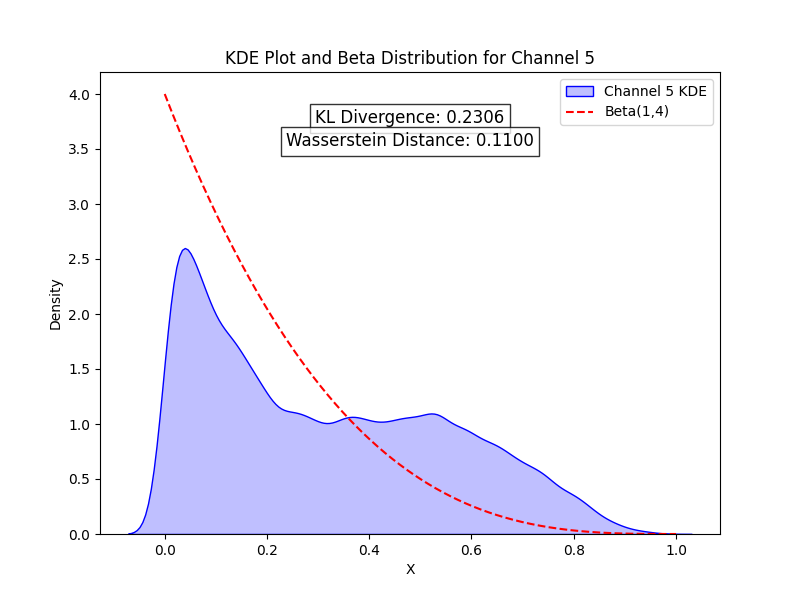 KDE Plot and Beta Distribution for Channel 5
Channel 5 KDE
Beta(1,4)
KL Divergence: 0.2306
Wasserstein Distance: 0.1100
Density
4.0
3.5
3.0
2.5
2.0
1.5
1.0
0.5
0.0
0.0 0.2 0.4 0.6 0.8 1.0
X